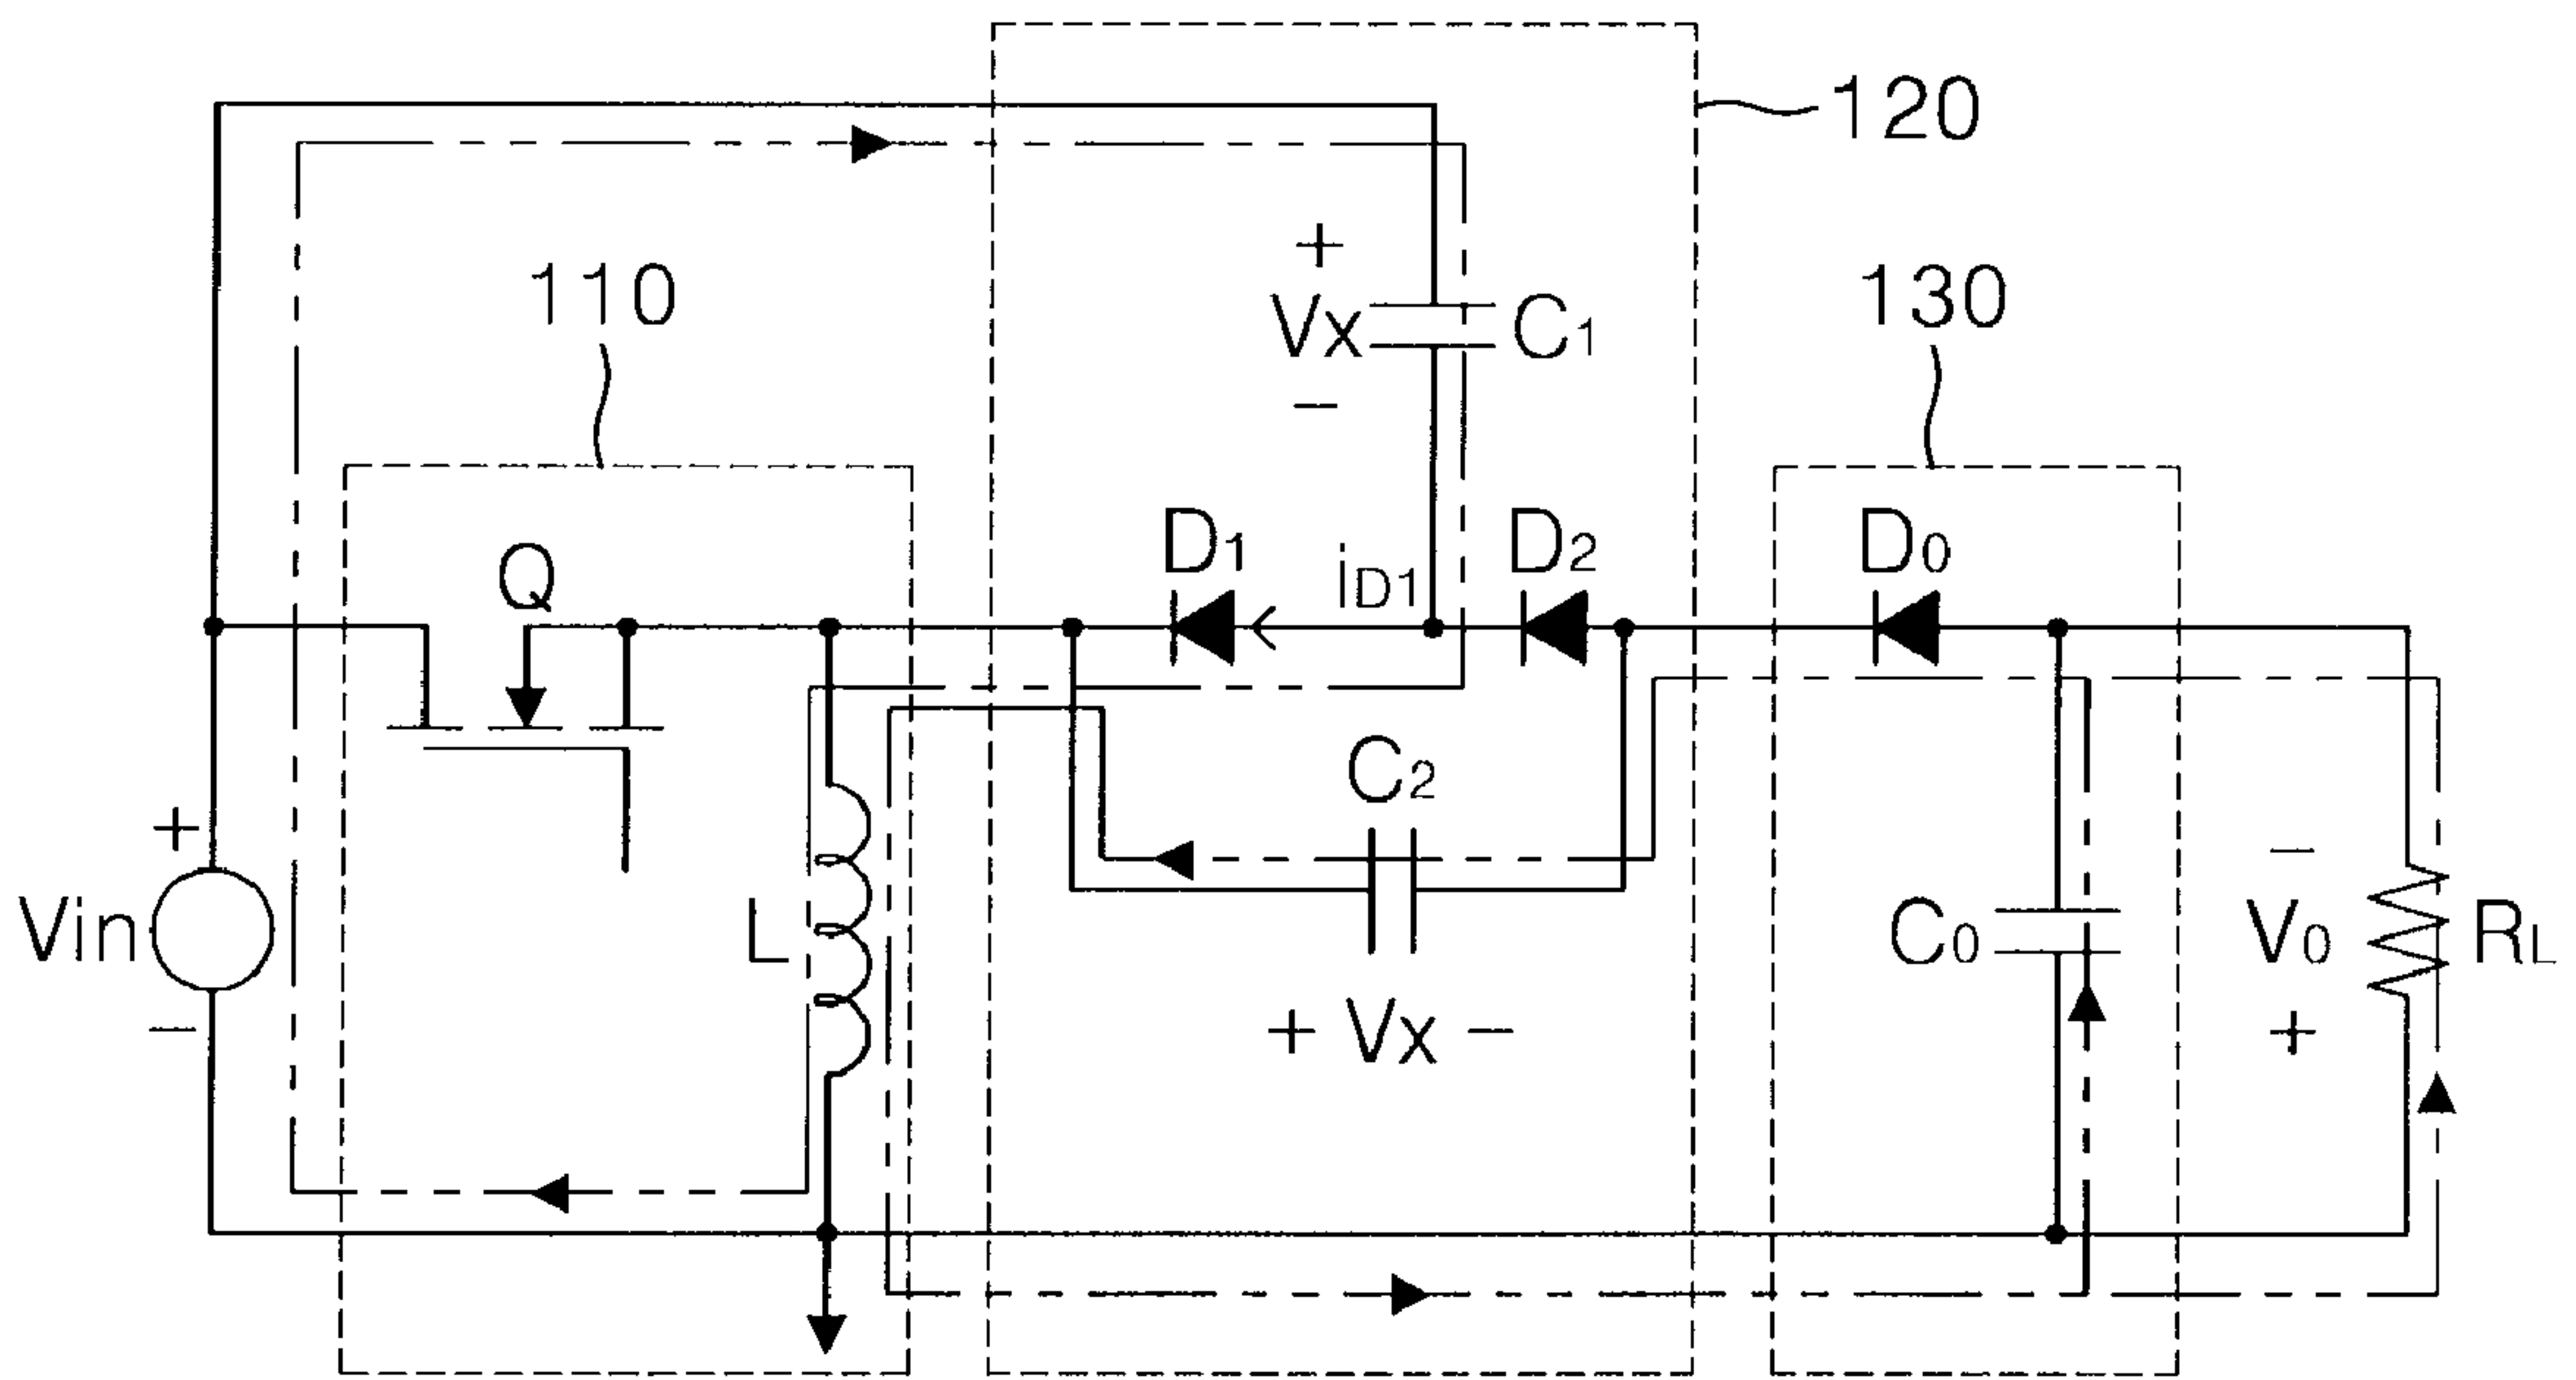 120
+
Vx C1
−
110
130
Q
D1
iD1
D2
D0
C2
+
Vin
−
L
C0
−
V0
+
RL
+ Vx −